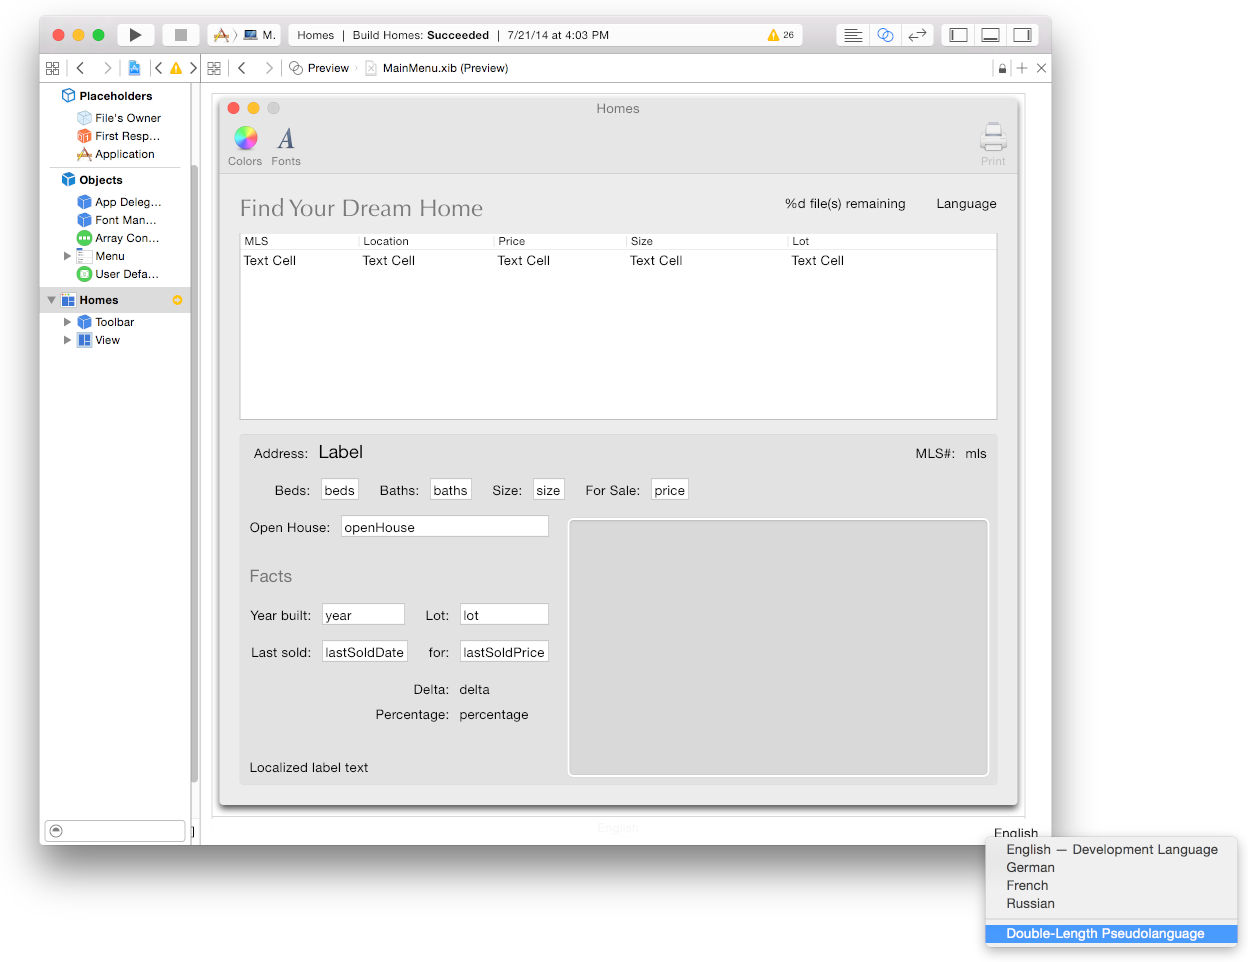 M.
Homes | Build Homes: Succeeded | 7/21/14 at 4:03 PM
26
Preview
MainMenu.xib (Preview)
Placeholders
File's Owner
First Resp...
Application
Objects
App Deleg...
Font Man...
Array Con...
Menu
User Defa...
Homes
Toolbar
View
Homes
Colors Fonts
Print
Find Your Dream Home
%d file(s) remaining
Language
MLS Location Price Size Lot
Text Cell Text Cell Text Cell Text Cell Text Cell
Address: Label
MLS#: mls
Beds: beds Baths: baths Size: size For Sale: price
Open House: openHouse
Facts
Year built: year Lot: lot
Last sold: lastSoldDate for: lastSoldPrice
Delta: delta
Percentage: percentage
Localized label text
English
English
English — Development Language
German
French
Russian
Double-Length Pseudolanguage